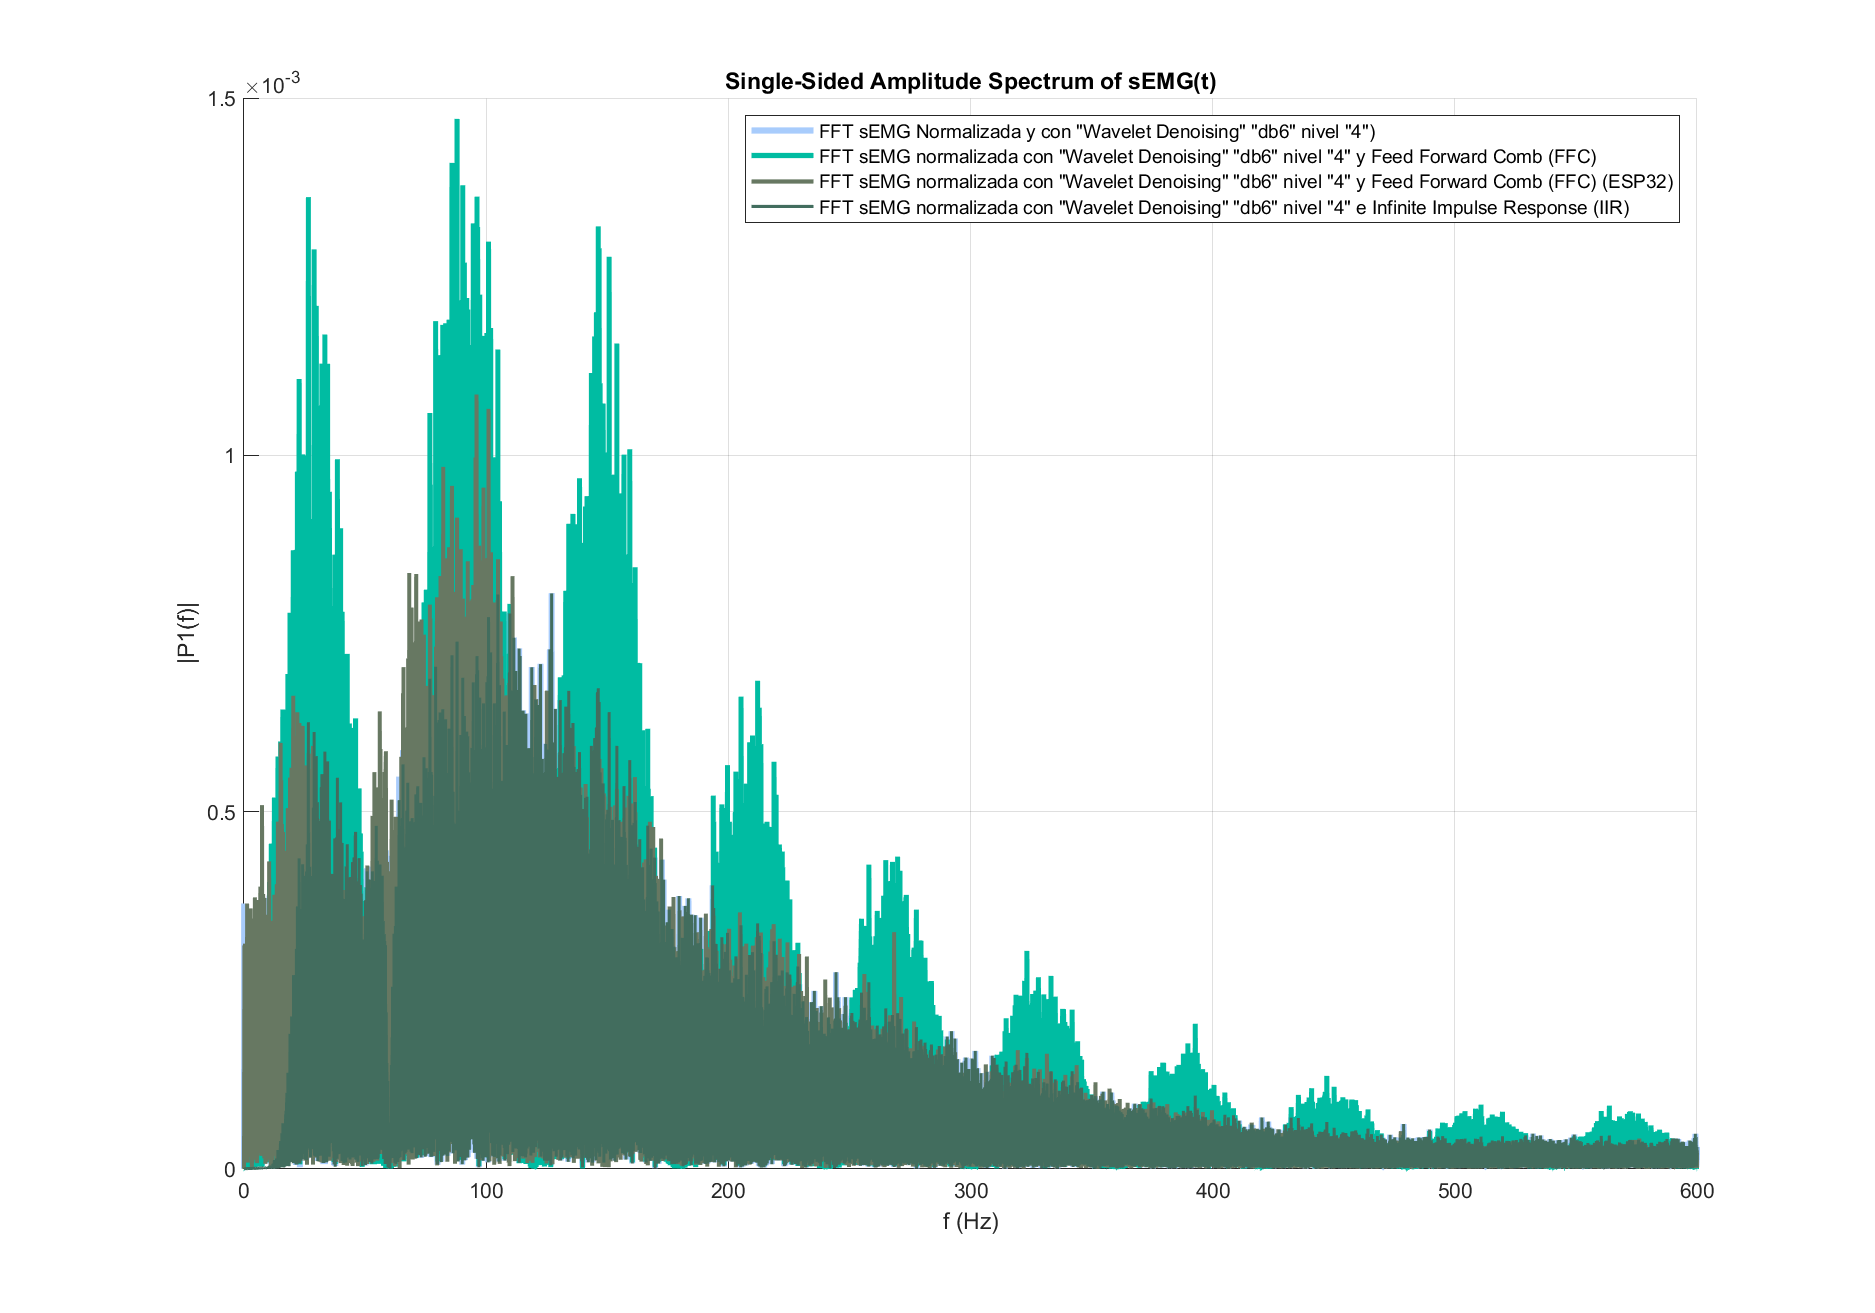 Single-Sided Amplitude Spectrum of sEMG(t)
×10-3
1.5
1
0.5
0
|P1(f)|
FFT sEMG Normalizada y con "Wavelet Denoising" "db6" nivel "4")
FFT sEMG normalizada con "Wavelet Denoising" "db6" nivel "4" y Feed Forward Comb (FFC)
FFT sEMG normalizada con "Wavelet Denoising" "db6" nivel "4" y Feed Forward Comb (FFC) (ESP32)
FFT sEMG normalizada con "Wavelet Denoising" "db6" nivel "4" e Infinite Impulse Response (IIR)
0 100 200 300 400 500 600
f (Hz)